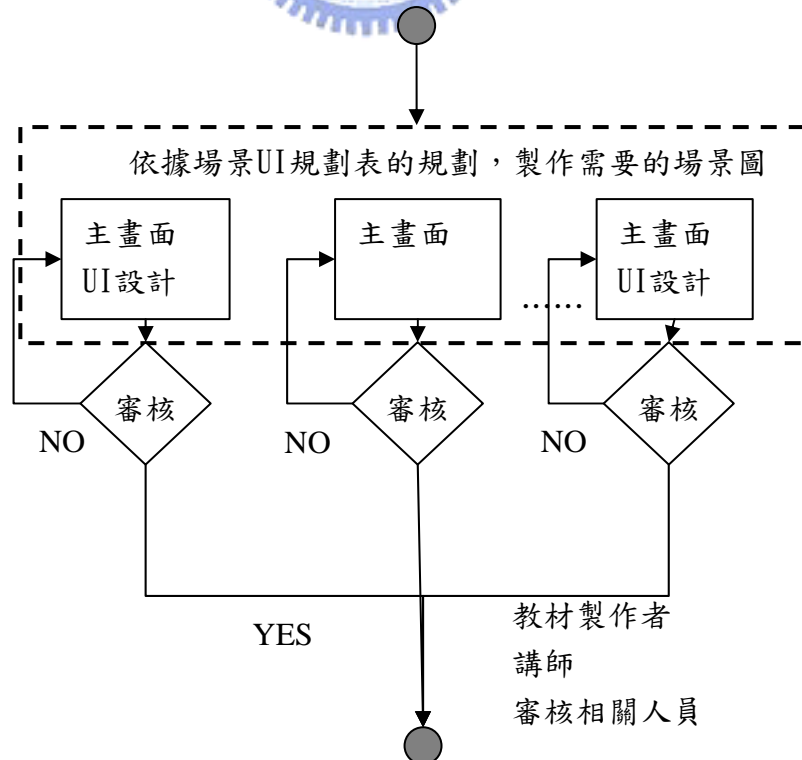 依據場景UI規劃表的規劃，製作需要的場景圖
主畫面
UI設計
主畫面
......
主畫面
UI設計
審核
審核
審核
NO
NO
NO
YES
教材製作者
講師
審核相關人員